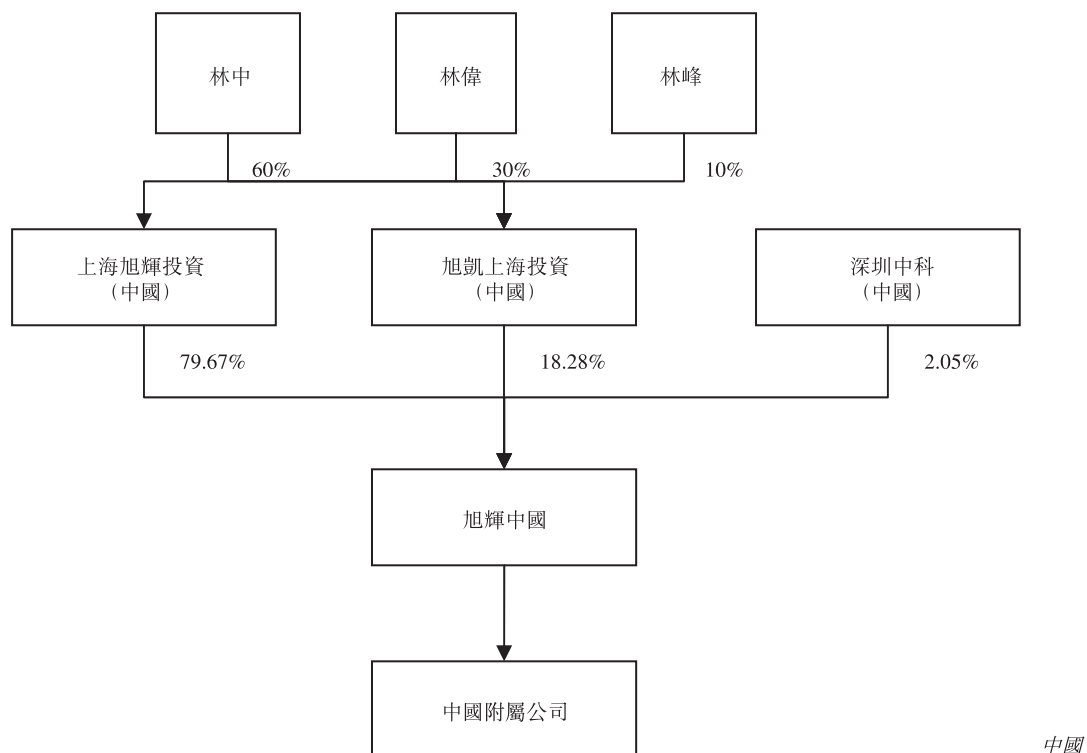 林中
林偉
林峰
60%
30%
10%
上海旭輝投資
（中國）
旭凱上海投資
（中國）
深圳中科
（中國）
79.67%
18.28%
2.05%
旭輝中國
中國附屬公司
中國